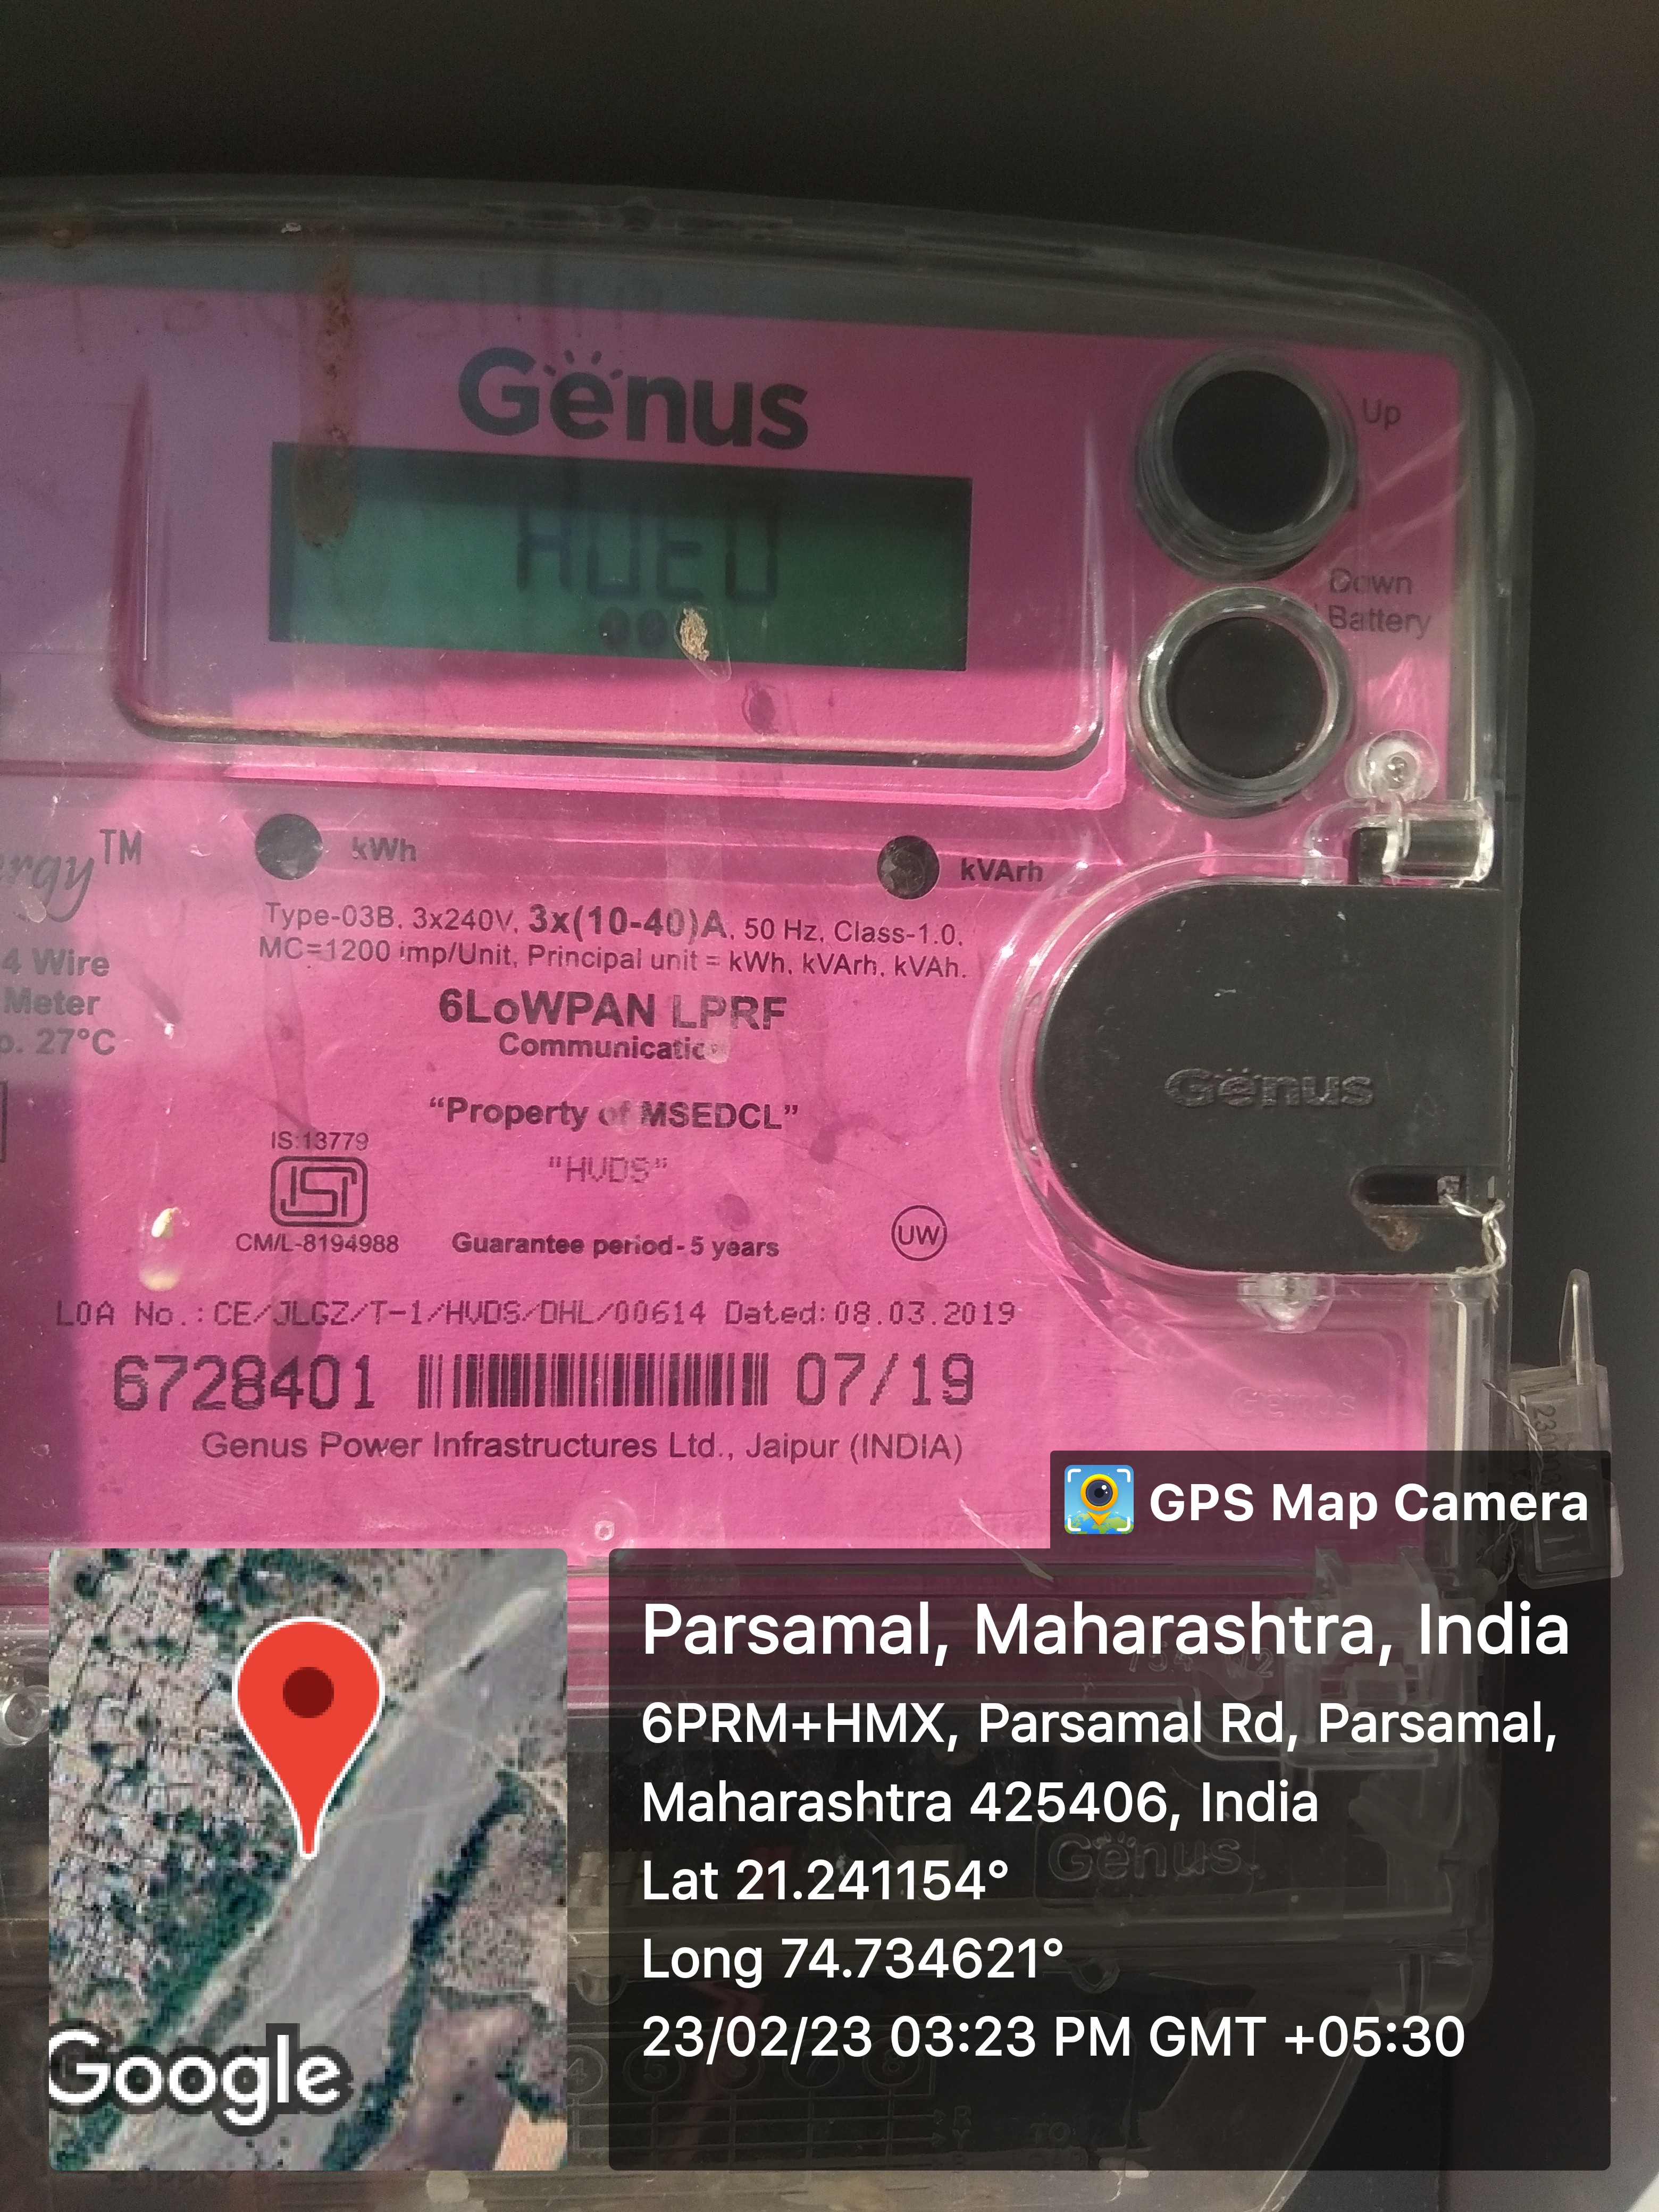 Genus
Up
Down
Battery
TM
kWh
kVArh
Type-03B, 3x240V, 3x(10-40)A, 50 Hz, Class-1.0,
MC=1200 imp/Unit, Principal unit = kWh, kVArh, kVAh.
4 Wire
Meter
27°C
6LoWPAN LPRF
Communication
"Property of MSEDCL"
"HVDS"
IS:13779
ISI
CM/L-8194988
Guarantee period-5 years
UW
Genus
LOA No.:CE/JLGZ/T-1/HVDS/DHL/00614 Dated:08.03.2019
6728401 07/19
Genus
Genus Power Infrastructures Ltd., Jaipur (INDIA)
GPS Map Camera
Parsamal, Maharashtra, India
6PRM+HMX, Parsamal Rd, Parsamal,
Maharashtra 425406, India
Genus
Lat 21.241154°
Long 74.734621°
23/02/23 03:23 PM GMT +05:30
Google